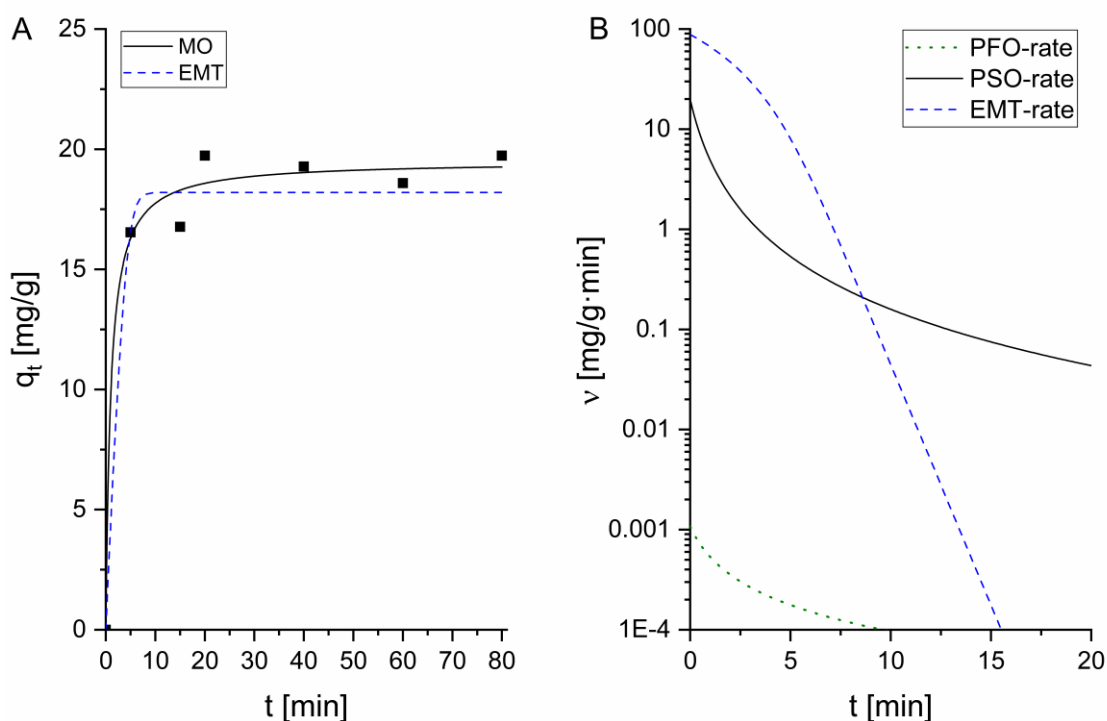 A
MO
EMT
25
20
15
10
5
0
q_t [mg/g]
0 10 20 30 40 50 60 70 80
t [min]
B
PFO-rate
PSO-rate
EMT-rate
100
10
1
0.1
0.01
0.001
1E-4
ν [mg/g·min]
0 5 10 15 20
t [min]